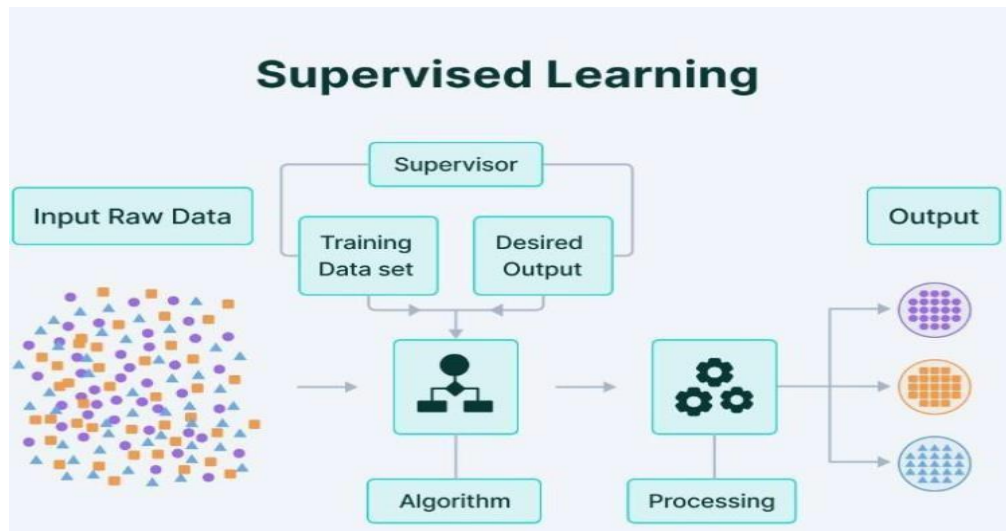 Supervised Learning
Supervisor
Input Raw Data
Training
Data set
Desired
Output
Output
Algorithm
Processing